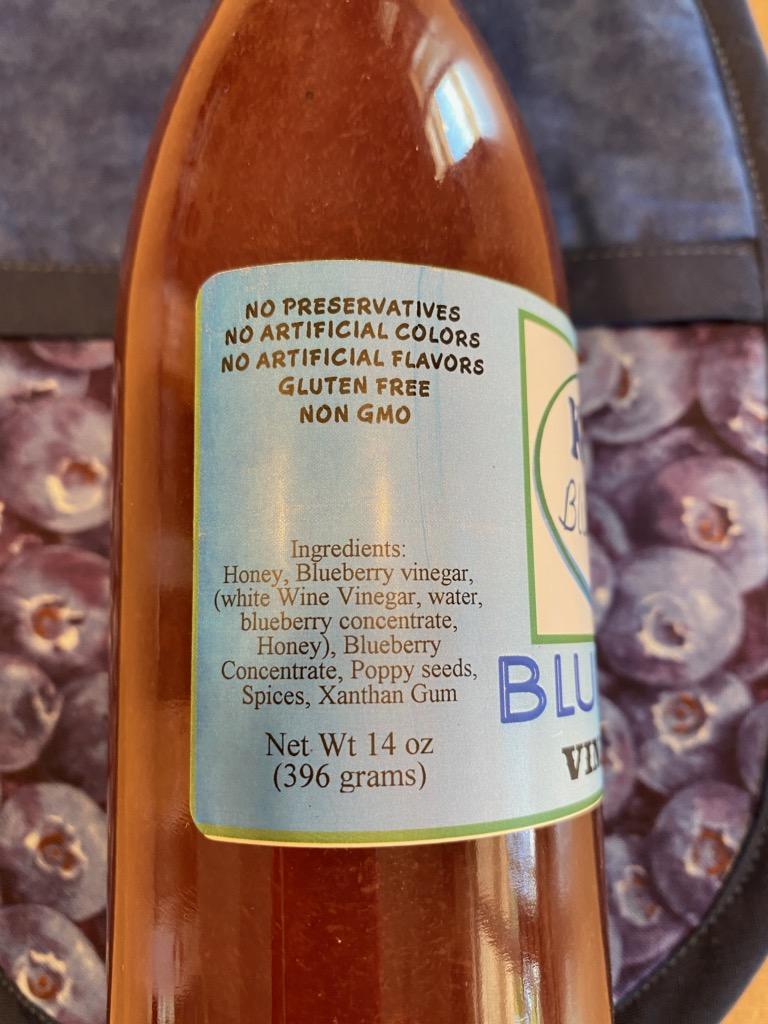 NO PRESERVATIVES
NO ARTIFICIAL COLORS
NO ARTIFICIAL FLAVORS
GLUTEN FREE
NON GMO
Ingredients:
Honey, Blueberry vinegar,
(white Wine Vinegar, water,
blueberry concentrate,
Honey), Blueberry
Concentrate, Poppy seeds,
Spices, Xanthan Gum
Net Wt 14 oz
(396 grams)
BLU